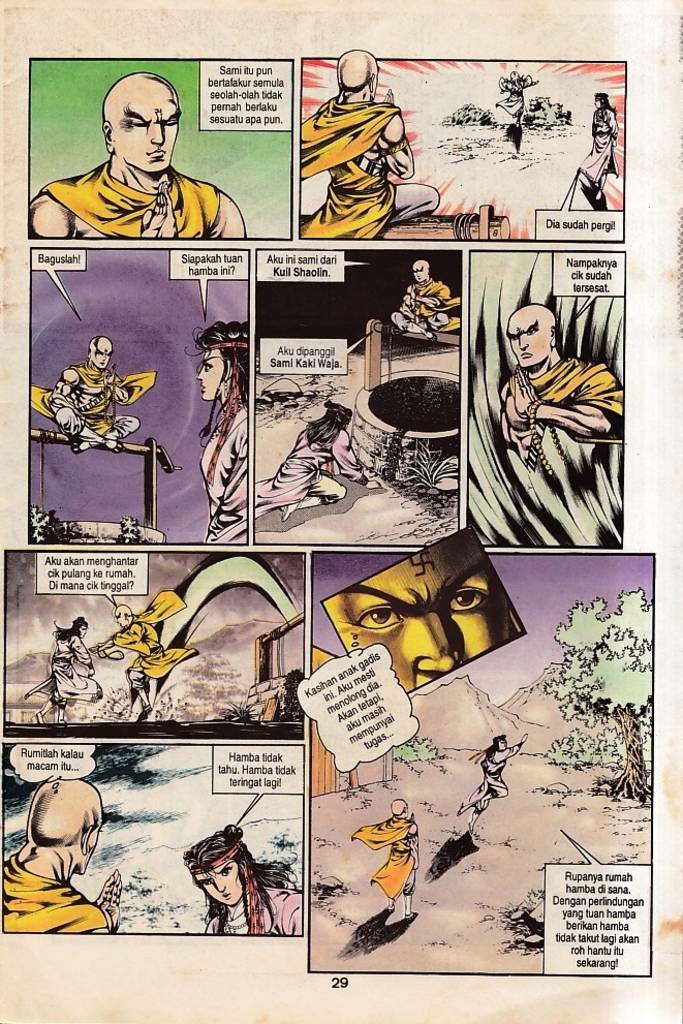 Sami itu pun
bertafakur semula
seolah-olah tidak
pernah berlaku
sesuatu apa pun.
Dia sudah pergi!
Baguslah!
Siapakah tuan
hamba ini?
Aku ini sami dari
Kuil Shaolin.
Aku dipanggil
Sami Kaki Waja.
Nampaknya
cik sudah
tersesat.
Aku akan menghantar
cik pulang ke rumah.
Di mana cik tinggal?
Kasihan anak gadis
ini. Aku mesti
menolong dia.
Akan tetapi,
aku masih
mempunyai
tugas...
Rumitlah kalau
macam itu...
Hamba tidak
tahu. Hamba tidak
teringat lagi!
Rupanya rumah
hamba di sana.
Dengan perlindungan
yang tuan hamba
berikan hamba
tidak takut lagi akan
roh hantu itu
sekarang!
29